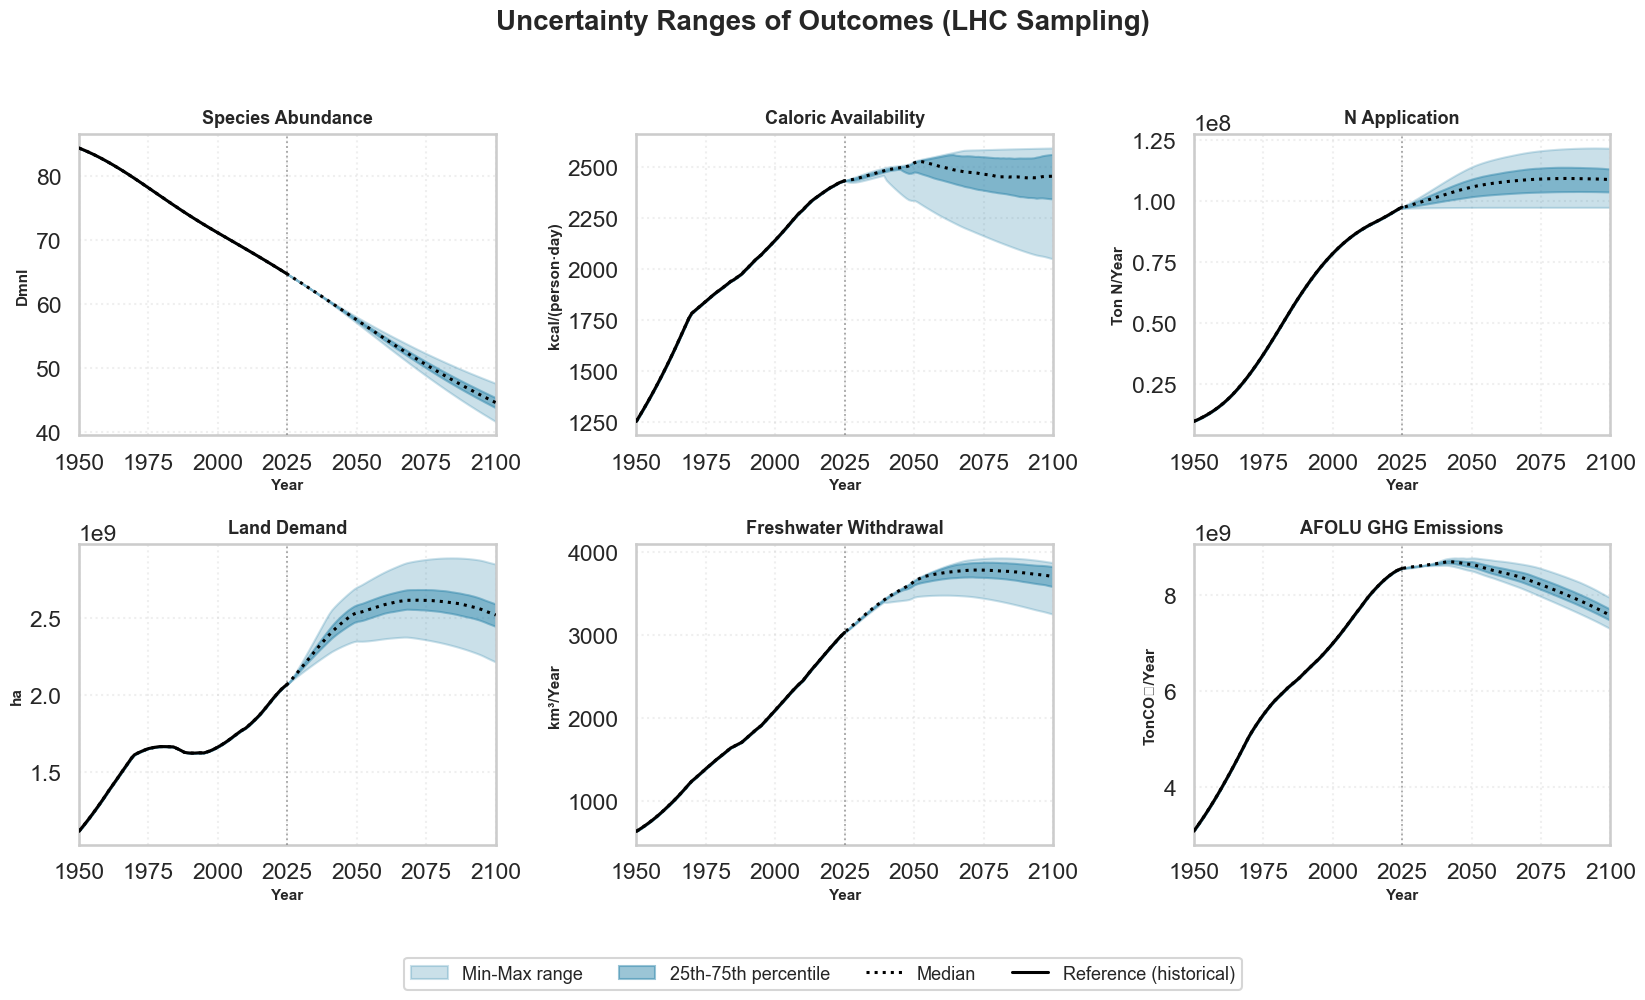 Uncertainty Ranges of Outcomes (LHC Sampling)
Species Abundance
Dmnl
80
70
60
50
40
1950 1975 2000 2025 2050 2075 2100
Year
Caloric Availability
kcal/(person·day)
2500
2250
2000
1750
1500
1250
1950 1975 2000 2025 2050 2075 2100
Year
N Application
1e8
Ton N/Year
1.25
1.00
0.75
0.50
0.25
1950 1975 2000 2025 2050 2075 2100
Year
Land Demand
1e9
ha
2.5
2.0
1.5
1950 1975 2000 2025 2050 2075 2100
Year
Freshwater Withdrawal
km³/Year
4000
3000
2000
1000
1950 1975 2000 2025 2050 2075 2100
Year
AFOLU GHG Emissions
1e9
TonCO□/Year
8
6
4
1950 1975 2000 2025 2050 2075 2100
Year
Min-Max range 25th-75th percentile Median Reference (historical)